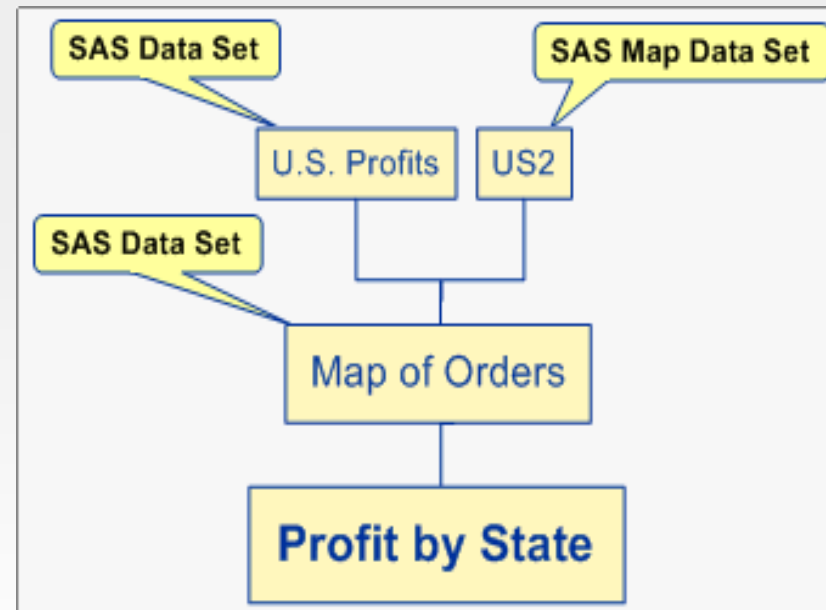 SAS Data Set
SAS Map Data Set
U.S. Profits
US2
SAS Data Set
Map of Orders
Profit by State